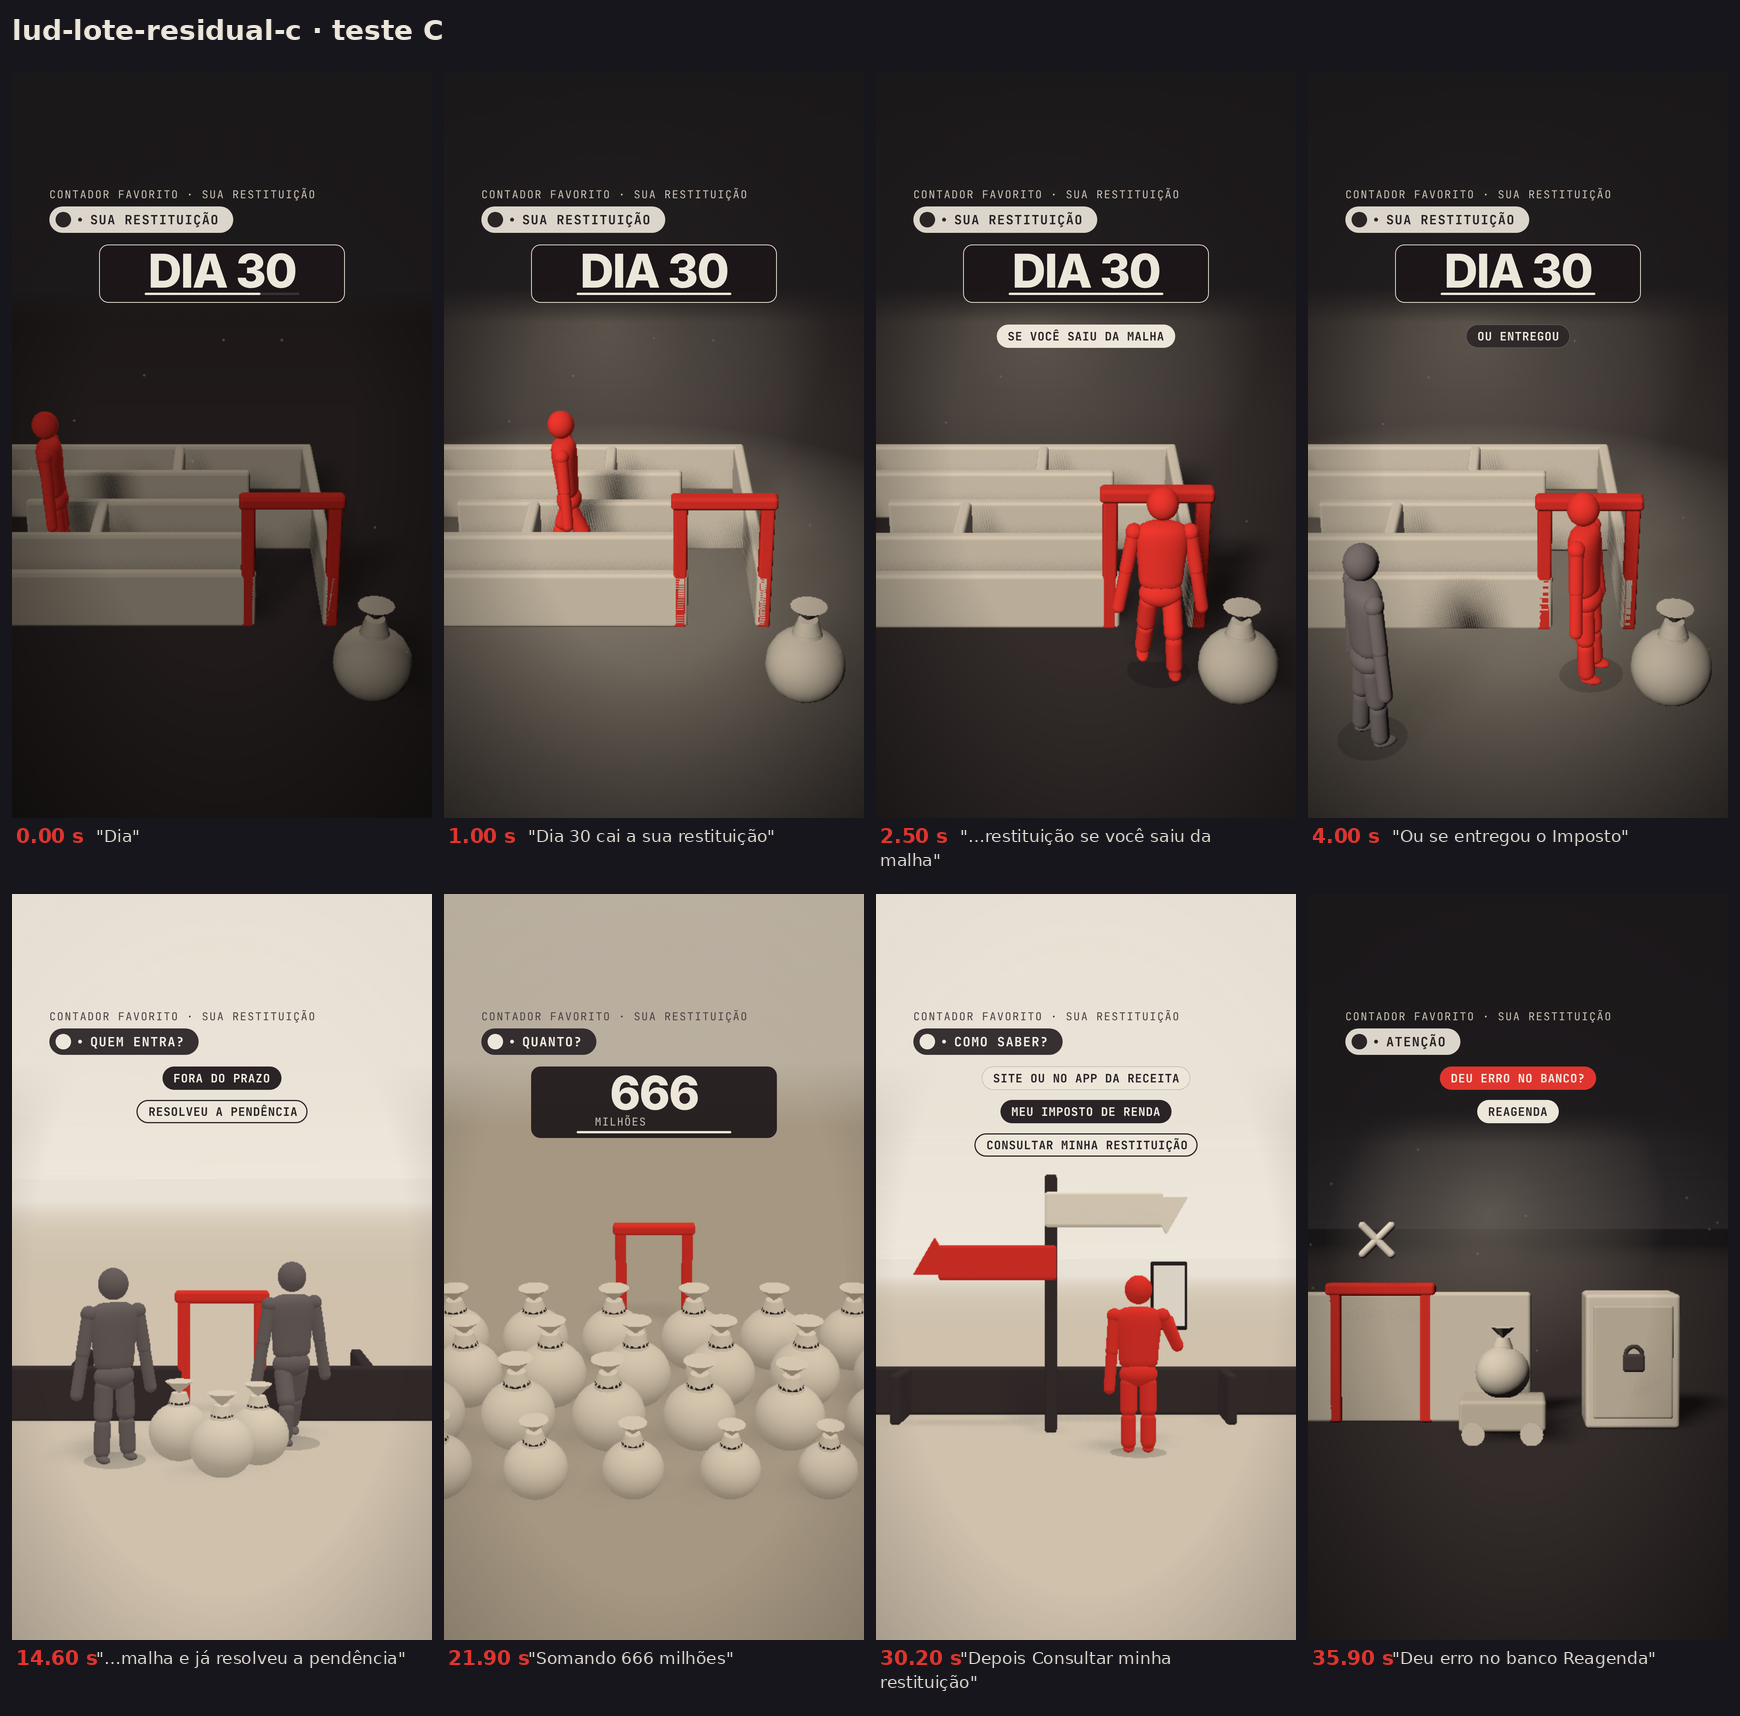 lud-lote-residual-c · teste C
CONTADOR FAVORITO · SUA RESTITUIÇÃO
• SUA RESTITUIÇÃO
DIA 30
0.00 s "Dia"
CONTADOR FAVORITO · SUA RESTITUIÇÃO
• SUA RESTITUIÇÃO
DIA 30
1.00 s "Dia 30 cai a sua restituição"
CONTADOR FAVORITO · SUA RESTITUIÇÃO
• SUA RESTITUIÇÃO
DIA 30
SE VOCÊ SAIU DA MALHA
2.50 s "...restituição se você saiu da
malha"
CONTADOR FAVORITO · SUA RESTITUIÇÃO
• SUA RESTITUIÇÃO
DIA 30
OU ENTREGOU
4.00 s "Ou se entregou o Imposto"
CONTADOR FAVORITO · SUA RESTITUIÇÃO
• QUEM ENTRA?
FORA DO PRAZO
RESOLVEU A PENDÊNCIA
14.60 s "...malha e já resolveu a pendência"
CONTADOR FAVORITO · SUA RESTITUIÇÃO
• QUANTO?
666
MILHÕES
21.90 s "Somando 666 milhões"
CONTADOR FAVORITO · SUA RESTITUIÇÃO
• COMO SABER?
SITE OU NO APP DA RECEITA
MEU IMPOSTO DE RENDA
CONSULTAR MINHA RESTITUIÇÃO
30.20 s "Depois Consultar minha
restituição"
CONTADOR FAVORITO · SUA RESTITUIÇÃO
• ATENÇÃO
DEU ERRO NO BANCO?
REAGENDA
35.90 s "Deu erro no banco Reagenda"